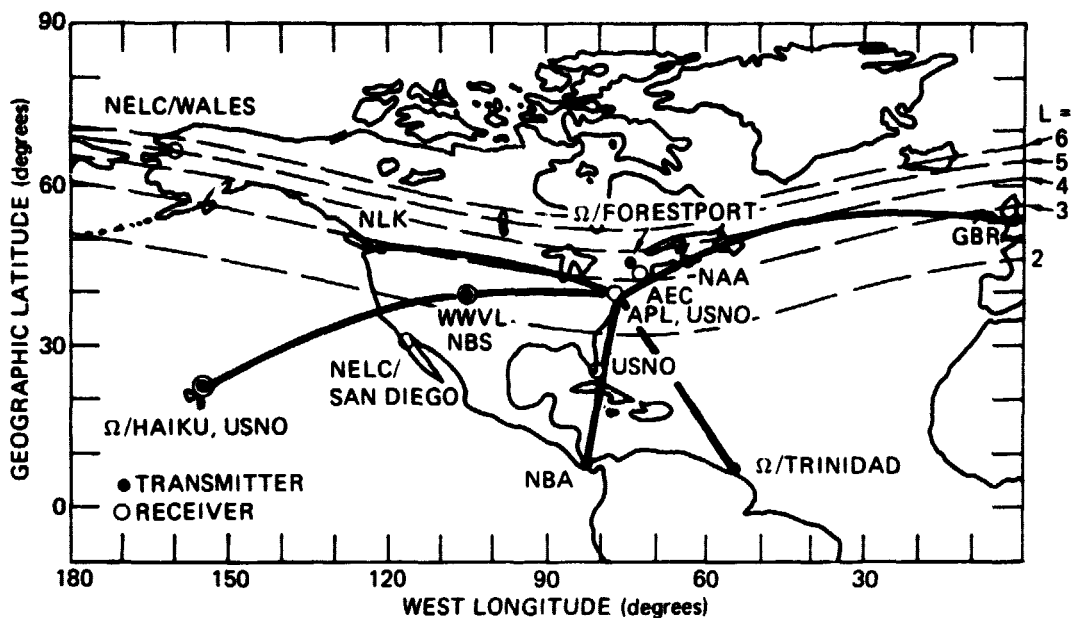 90
60
30
0
GEOGRAPHIC LATITUDE (degrees)
NELC/WALES
L =
6
5
4
3
2
NLK
Ω/FORESTPORT
GBR
NAA
AEC
APL, USNO
WWVL
NBS
NELC/
SAN DIEGO
USNO
Ω/HAIKU, USNO
NBA
Ω/TRINIDAD
● TRANSMITTER
○ RECEIVER
180
150
120
90
60
30
WEST LONGITUDE (degrees)